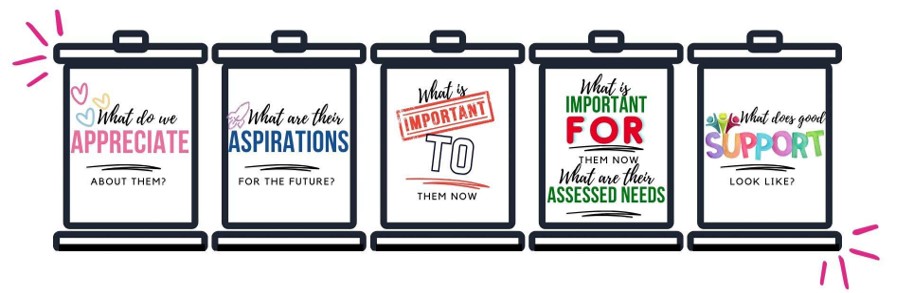 What do we
APPRECIATE
ABOUT THEM?
What are their
ASPIRATIONS
FOR THE FUTURE?
What is
IMPORTANT
TO
THEM NOW
What is
IMPORTANT
FOR
THEM NOW
What are their
ASSESSED NEEDS
What does good
SUPPORT
LOOK LIKE?